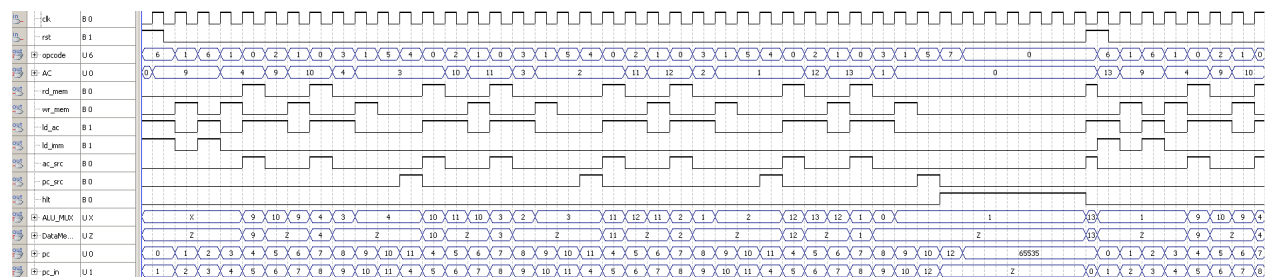 clk B 0
rst B 1
opcode U 6 6 1 6 1 0 2 1 0 3 1 5 4 0 2 1 0 3 1 5 4 0 2 1 0 3 1 5 4 0 2 1 0 3 1 5 7 0 6 1 6 1 0 2 1 0
AC U 0 0 9 4 9 10 4 3 10 11 3 2 11 12 2 1 12 13 1 0 13 9 4 9 10
rd_mem B 0
wr_mem B 0
ld_ac B 1
ld_imm B 1
ac_src B 0
pc_src B 0
hlt B 0
ALU_MUX U X X 9 10 9 4 3 4 10 11 10 3 2 3 11 12 11 2 1 2 12 13 12 1 0 1 13 1 9 10 9 4
DataMe... U Z Z 9 Z 4 Z 10 Z 3 Z 11 Z 2 Z 12 Z 1 Z 13 Z 9 Z 4
pc U 0 0 1 2 3 4 5 6 7 8 9 10 11 4 5 6 7 8 9 10 11 4 5 6 7 8 9 10 11 4 5 6 7 8 9 10 12 65535 0 1 2 3 4 5 6 7
pc_in U 1 1 2 3 4 5 6 7 8 9 10 11 4 5 6 7 8 9 10 11 4 5 6 7 8 9 10 11 4 5 6 7 8 9 10 12 Z 0 1 2 3 4 5 6 7 8